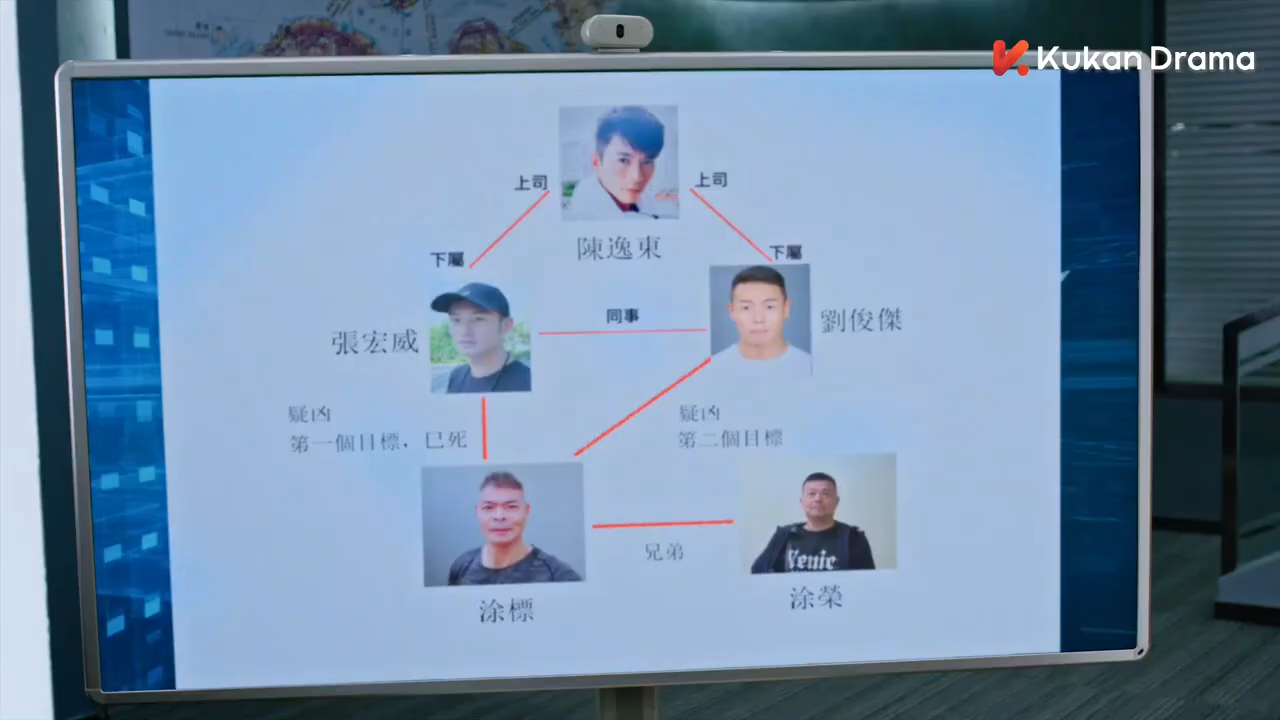 Kukan Drama
上司
上司
陳逸東
下屬
下屬
同事
張宏威
劉俊傑
疑凶
第一個目標，已死
疑凶
第二個目標
兄弟
涂標
涂榮